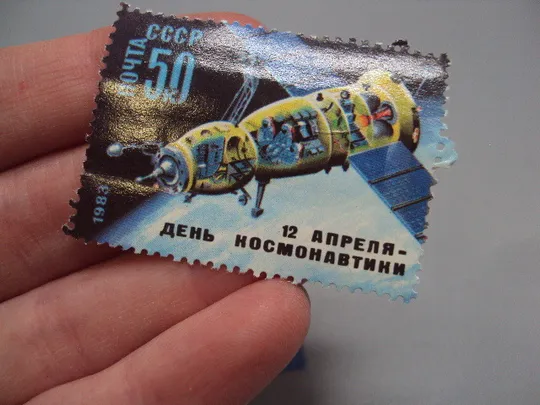 ПОЧТА
СССР
50
1983
12 АПРЕЛЯ-
ДЕНЬ КОСМОНАВТИКИ